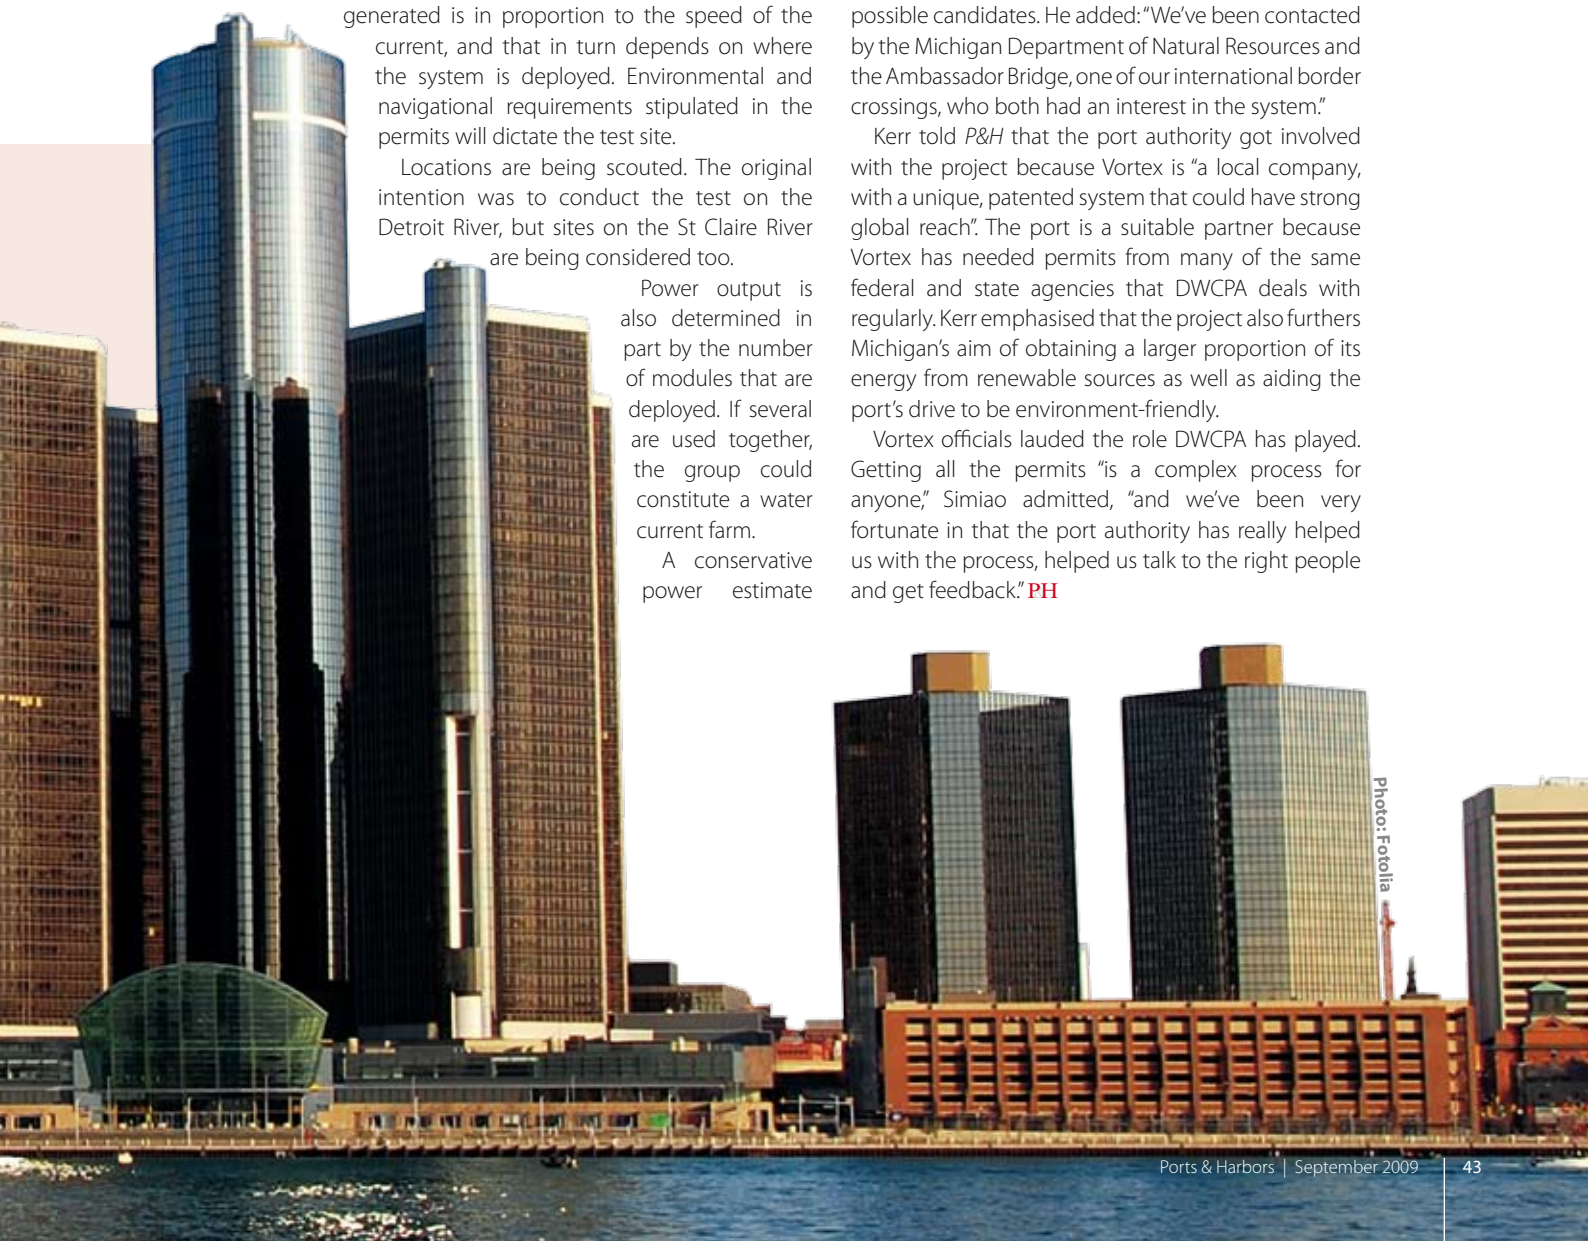 generated is in proportion to the speed of the
current, and that in turn depends on where
the system is deployed. Environmental and
navigational requirements stipulated in the
permits will dictate the test site.
Locations are being scouted. The original
intention was to conduct the test on the
Detroit River, but sites on the St Claire River
are being considered too.
Power output is
also determined in
part by the number
of modules that are
deployed. If several
are used together,
the group could
constitute a water
current farm.
A conservative
power estimate
possible candidates. He added: “We’ve been contacted
by the Michigan Department of Natural Resources and
the Ambassador Bridge, one of our international border
crossings, who both had an interest in the system.”
Kerr told P&H that the port authority got involved
with the project because Vortex is “a local company,
with a unique, patented system that could have strong
global reach”. The port is a suitable partner because
Vortex has needed permits from many of the same
federal and state agencies that DWCPA deals with
regularly. Kerr emphasised that the project also furthers
Michigan’s aim of obtaining a larger proportion of its
energy from renewable sources as well as aiding the
port’s drive to be environment-friendly.
Vortex officials lauded the role DWCPA has played.
Getting all the permits “is a complex process for
anyone,” Simiao admitted, “and we’ve been very
fortunate in that the port authority has really helped
us with the process, helped us talk to the right people
and get feedback.” PH
Photo: Fotolia
Ports & Harbors | September 2009 43